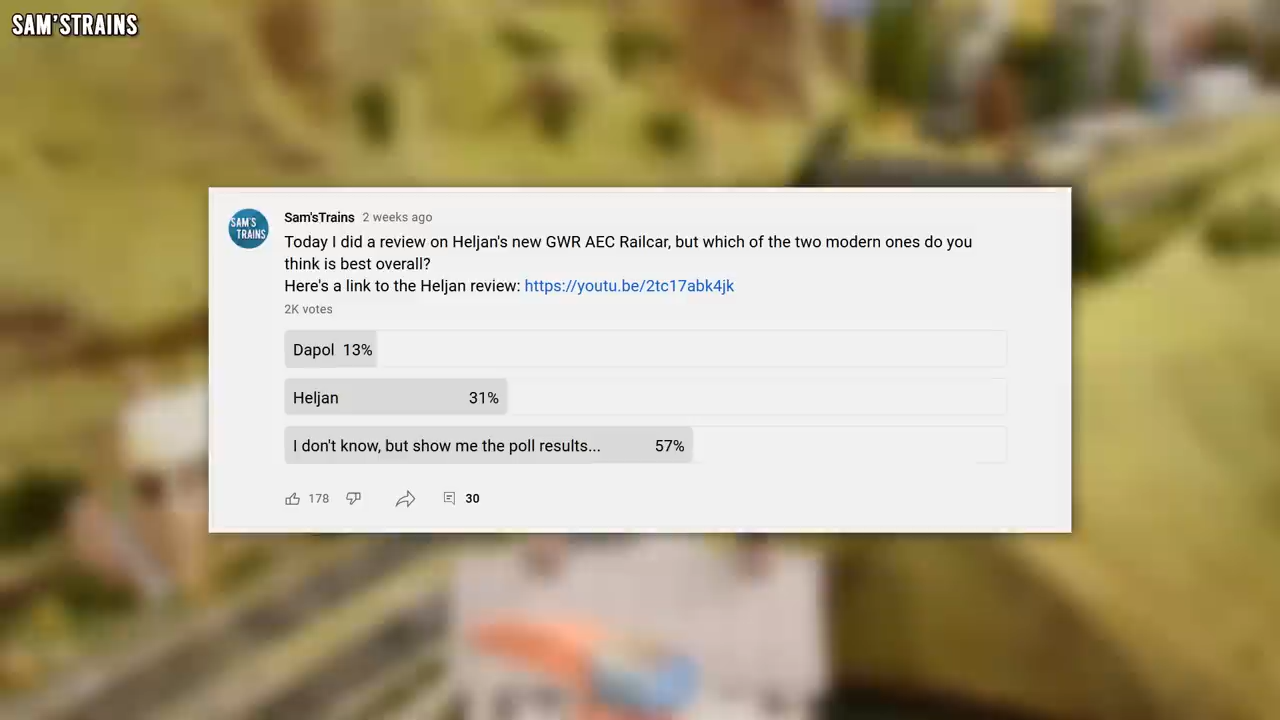 SAM'STRAINS
SAM'S
TRAINS
Sam'sTrains 2 weeks ago
Today I did a review on Heljan's new GWR AEC Railcar, but which of the two modern ones do you
think is best overall?
Here's a link to the Heljan review: https://youtu.be/2tc17abk4jk
2K votes
Dapol 13%
Heljan 31%
I don't know, but show me the poll results... 57%
178 30